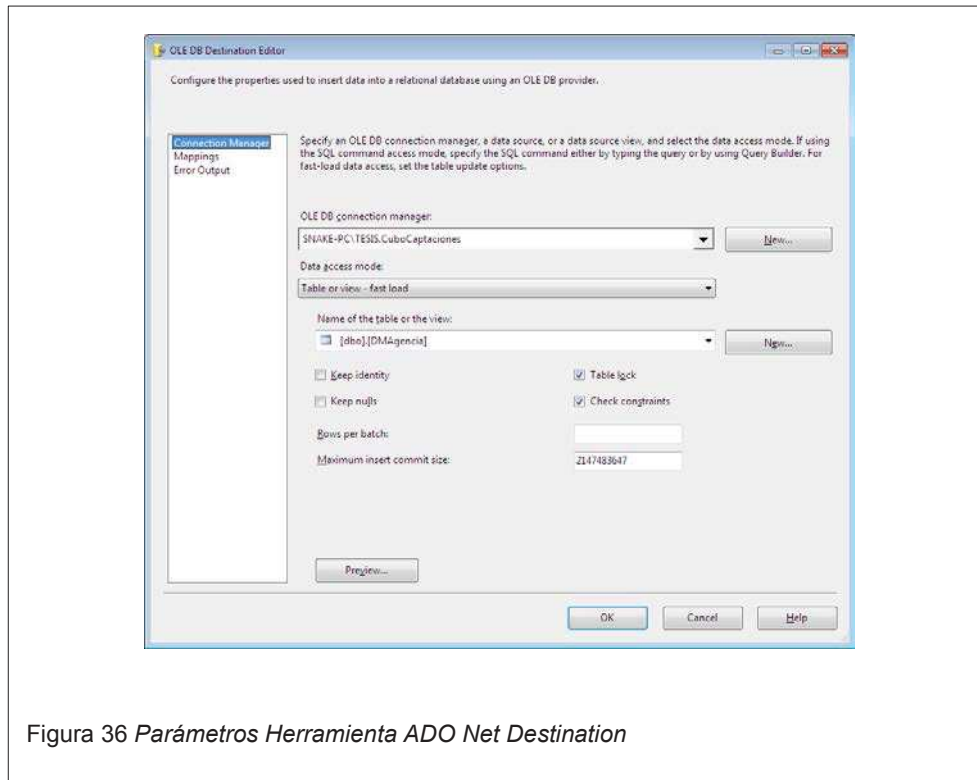 OLE DB Destination Editor
Configure the properties used to insert data into a relational database using an OLE DB provider.
Connection Manager
Mappings
Error Output
Specify an OLE DB connection manager, a data source, or a data source view, and select the data access mode. If using
the SQL command access mode, specify the SQL command either by typing the query or by using Query Builder. For
fast-load data access, set the table update options.
OLE DB connection manager:
SNAKE-PC\TESIS.CuboCaptaciones
New...
Data access mode:
Table or view - fast load
Name of the table or the view:
[dbo].[DMAgencia]
New...
Keep identity
Table lock
Keep nulls
Check constraints
Rows per batch:
Maximum insert commit size:
2147483647
Preview...
OK
Cancel
Help
Figura 36 Parámetros Herramienta ADO Net Destination